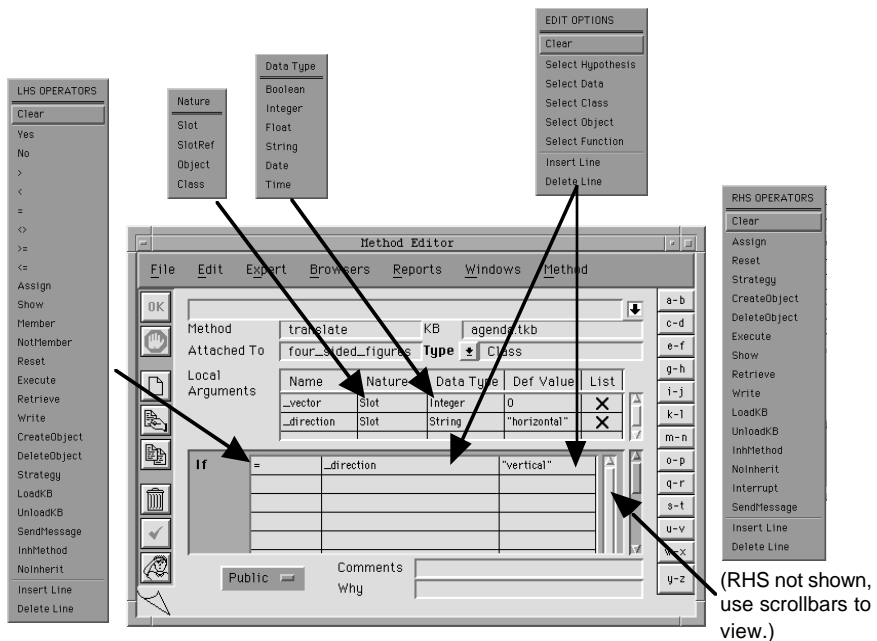 EDIT OPTIONS
Clear
Select Hypothesis
Select Data
Select Class
Select Object
Select Function
Insert Line
Delete Line
Data Type
Boolean
Integer
Float
String
Date
Time
Nature
Slot
SlotRef
Object
Class
LHS OPERATORS
Clear
Yes
No
>
<
=
<>
>=
<=
Assign
Show
Member
NotMember
Reset
Execute
Retrieve
Write
CreateObject
DeleteObject
Strategy
LoadKB
UnloadKB
SendMessage
InhMethod
NoInherit
Insert Line
Delete Line
Method Editor
File Edit Expert Browsers Reports Windows Method
OK
Method translate KB agenda.tkb
Attached To four_sided_figures Type Class
Local
Arguments
Name Nature Data Type Def Value List
_vector Slot Integer 0
_direction Slot String "horizontal"
If = _direction "vertical"
Public
Comments
Why
a-b
c-d
e-f
g-h
i-j
k-l
m-n
o-p
q-r
s-t
u-v
w-x
y-z
RHS OPERATORS
Clear
Assign
Reset
Strategy
CreateObject
DeleteObject
Execute
Show
Retrieve
Write
LoadKB
UnloadKB
InhMethod
NoInherit
Interrupt
SendMessage
Insert Line
Delete Line
(RHS not shown,
use scrollbars to
view.)